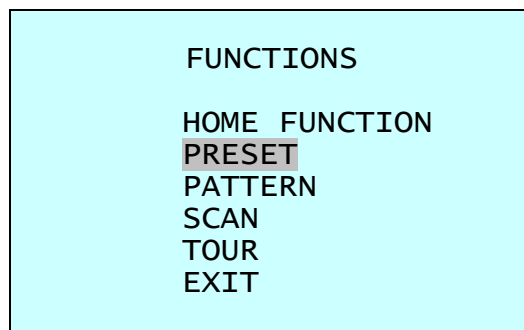 FUNCTIONS
HOME FUNCTION
PRESET
PATTERN
SCAN
TOUR
EXIT